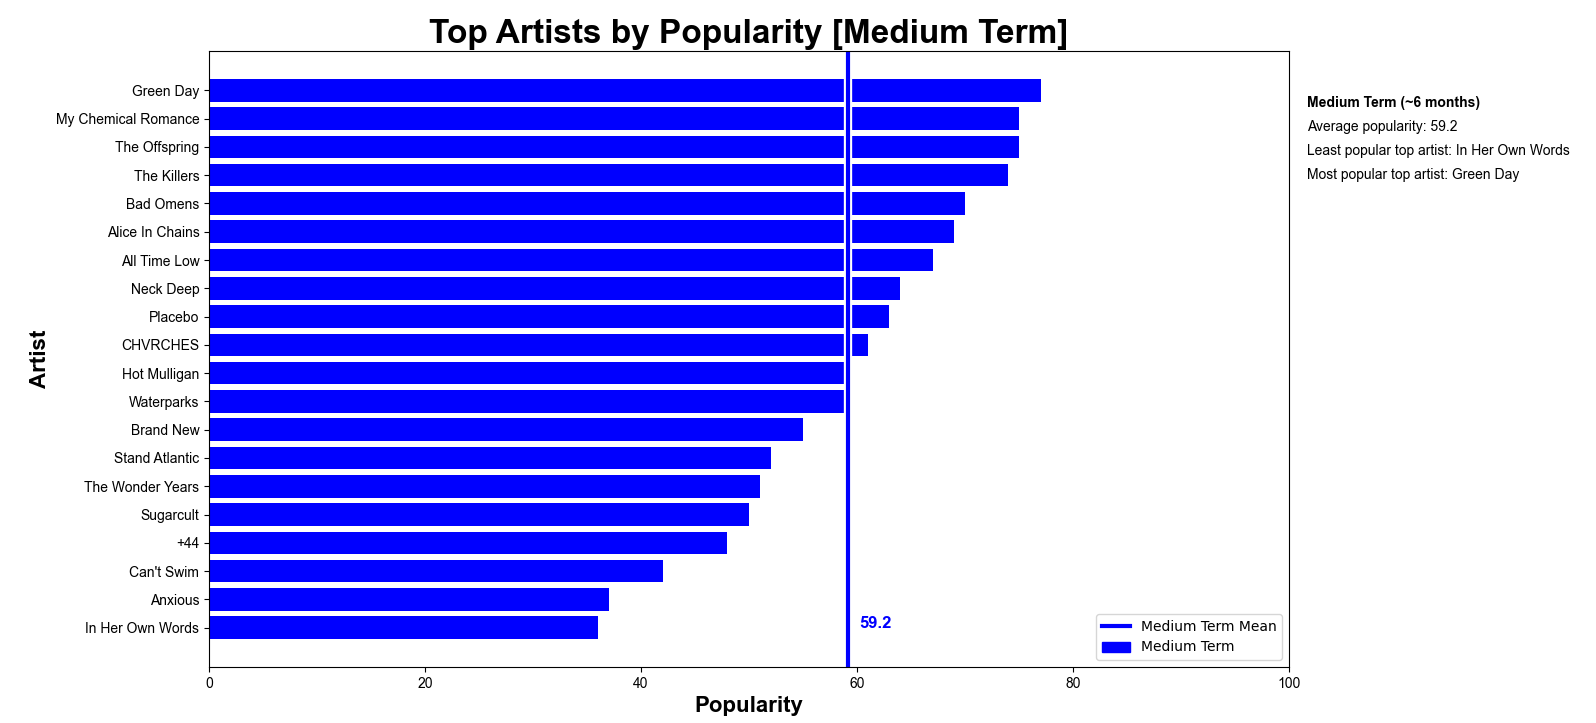 Top Artists by Popularity [Medium Term]
Green Day
My Chemical Romance
The Offspring
The Killers
Bad Omens
Alice In Chains
All Time Low
Neck Deep
Placebo
CHVRCHES
Hot Mulligan
Waterparks
Brand New
Stand Atlantic
The Wonder Years
Sugarcult
+44
Can't Swim
Anxious
In Her Own Words
Artist
59.2
0 20 40 60 80 100
Popularity
Medium Term Mean
Medium Term
Medium Term (~6 months)
Average popularity: 59.2
Least popular top artist: In Her Own Words
Most popular top artist: Green Day